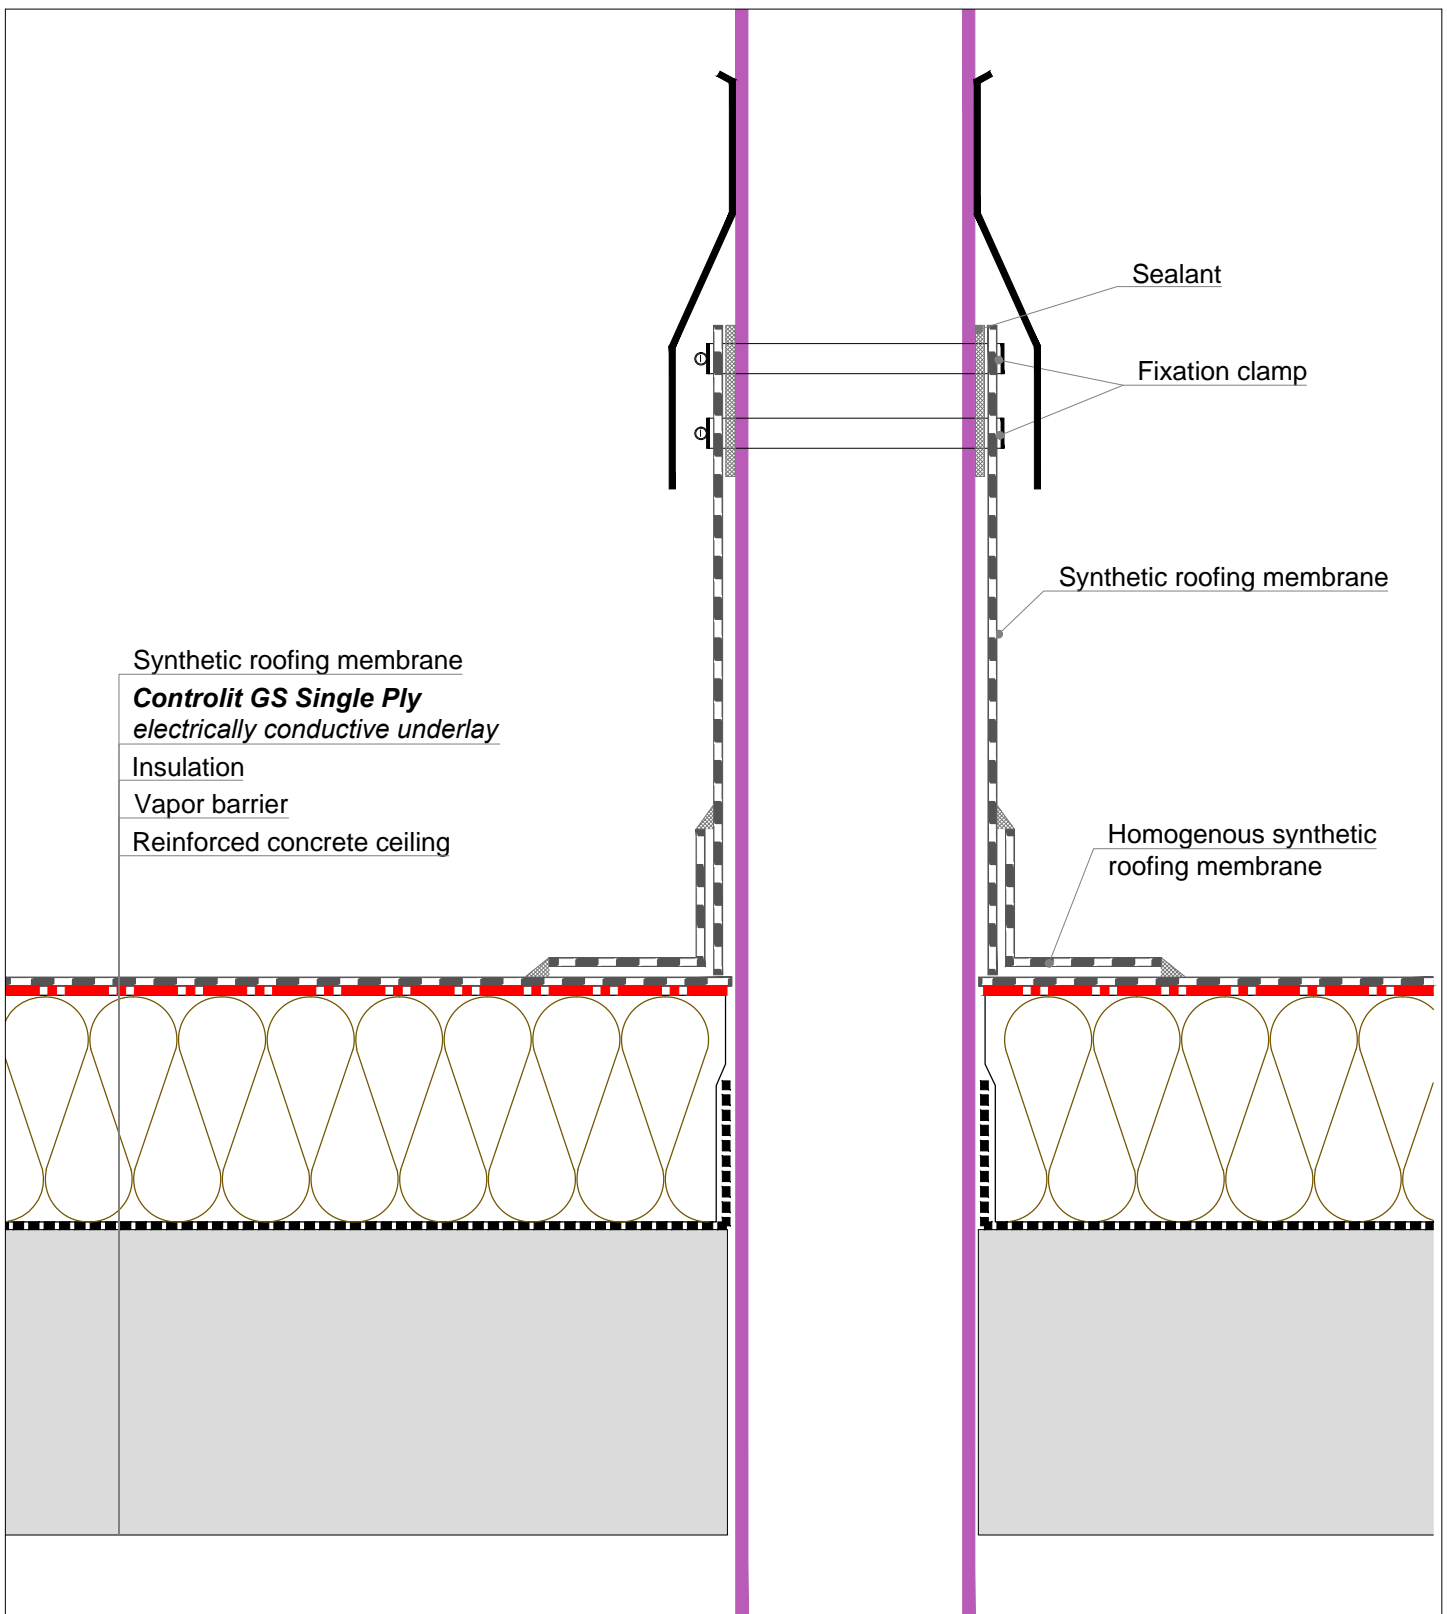 Sealant
Fixation clamp
Synthetic roofing membrane
Synthetic roofing membrane
Controlit GS Single Ply
electrically conductive underlay
Insulation
Vapor barrier
Reinforced concrete ceiling
Homogenous synthetic
roofing membrane